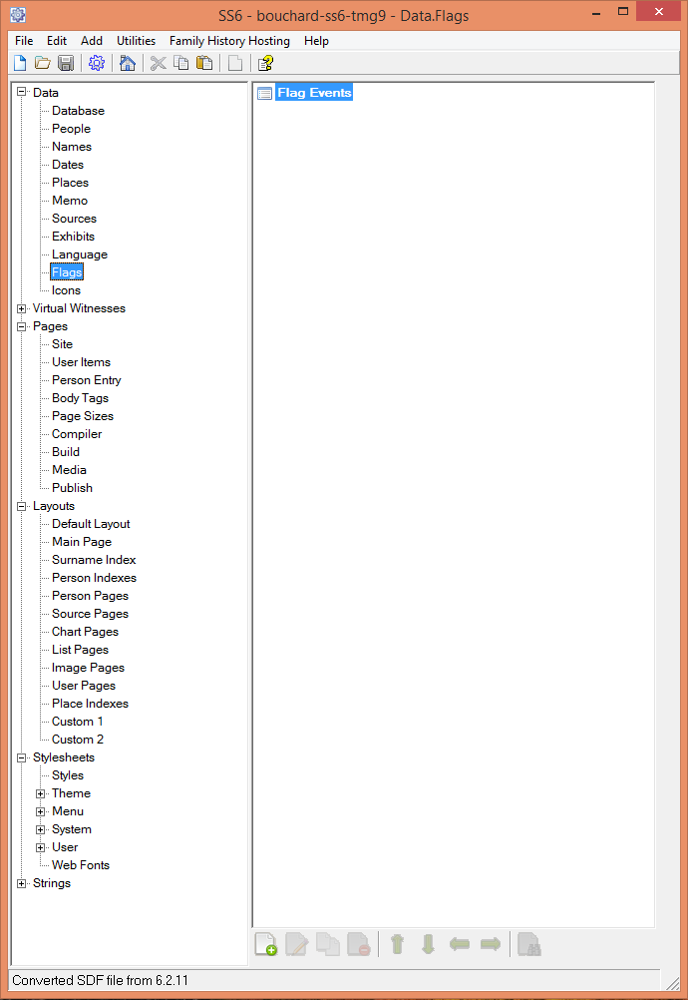 SS6 - bouchard-ss6-tmg9 - Data.Flags
File Edit Add Utilities Family History Hosting Help
Data
Database
People
Names
Dates
Places
Memo
Sources
Exhibits
Language
Flags
Icons
Virtual Witnesses
Pages
Site
User Items
Person Entry
Body Tags
Page Sizes
Compiler
Build
Media
Publish
Layouts
Default Layout
Main Page
Surname Index
Person Indexes
Person Pages
Source Pages
Chart Pages
List Pages
Image Pages
User Pages
Place Indexes
Custom 1
Custom 2
Stylesheets
Styles
Theme
Menu
System
User
Web Fonts
Strings
Flag Events
Converted SDF file from 6.2.11